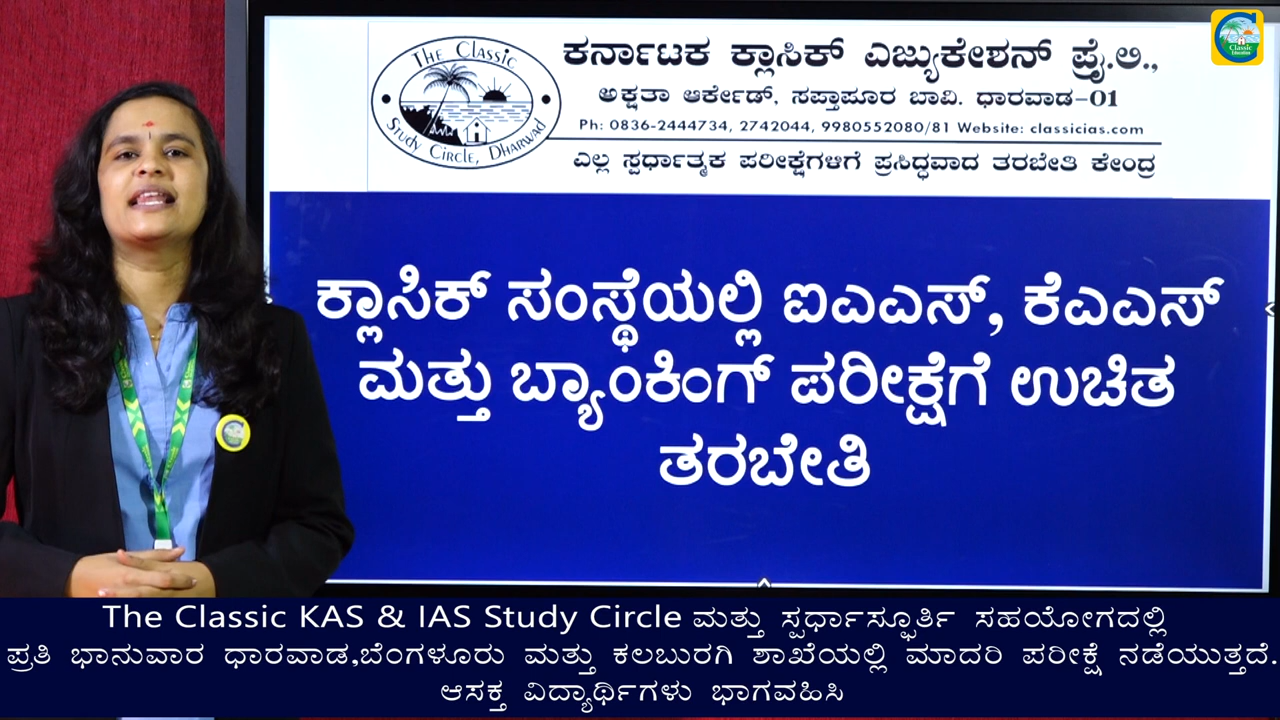 The Classic
Study Circle, Dharwad
ಕರ್ನಾಟಕ ಕ್ಲಾಸಿಕ್ ಎಜ್ಯುಕೇಶನ್ ಪ್ರೈ.ಲಿ.,
ಅಕ್ಷತಾ ಆರ್ಕೇಡ್, ಸಪ್ತಾಪೂರ ಬಾವಿ. ಧಾರವಾಡ-01
Ph: 0836-2444734, 2742044, 9980552080/81 Website: classicias.com
ಎಲ್ಲ ಸ್ಪರ್ಧಾತ್ಮಕ ಪರೀಕ್ಷೆಗಳಿಗೆ ಪ್ರಸಿದ್ಧವಾದ ತರಬೇತಿ ಕೇಂದ್ರ
Classic
Education
ಕ್ಲಾಸಿಕ್ ಸಂಸ್ಥೆಯಲ್ಲಿ ಐಎಎಸ್, ಕೆಎಎಸ್
ಮತ್ತು ಬ್ಯಾಂಕಿಂಗ್ ಪರೀಕ್ಷೆಗೆ ಉಚಿತ
ತರಬೇತಿ
The Classic KAS & IAS Study Circle ಮತ್ತು ಸ್ಪರ್ಧಾಸ್ಫೂರ್ತಿ ಸಹಯೋಗದಲ್ಲಿ
ಪ್ರತಿ ಭಾನುವಾರ ಧಾರವಾಡ,ಬೆಂಗಳೂರು ಮತ್ತು ಕಲಬುರಗಿ ಶಾಖೆಯಲ್ಲಿ ಮಾದರಿ ಪರೀಕ್ಷೆ ನಡೆಯುತ್ತದೆ.
ಆಸಕ್ತ ವಿದ್ಯಾರ್ಥಿಗಳು ಭಾಗವಹಿಸಿ